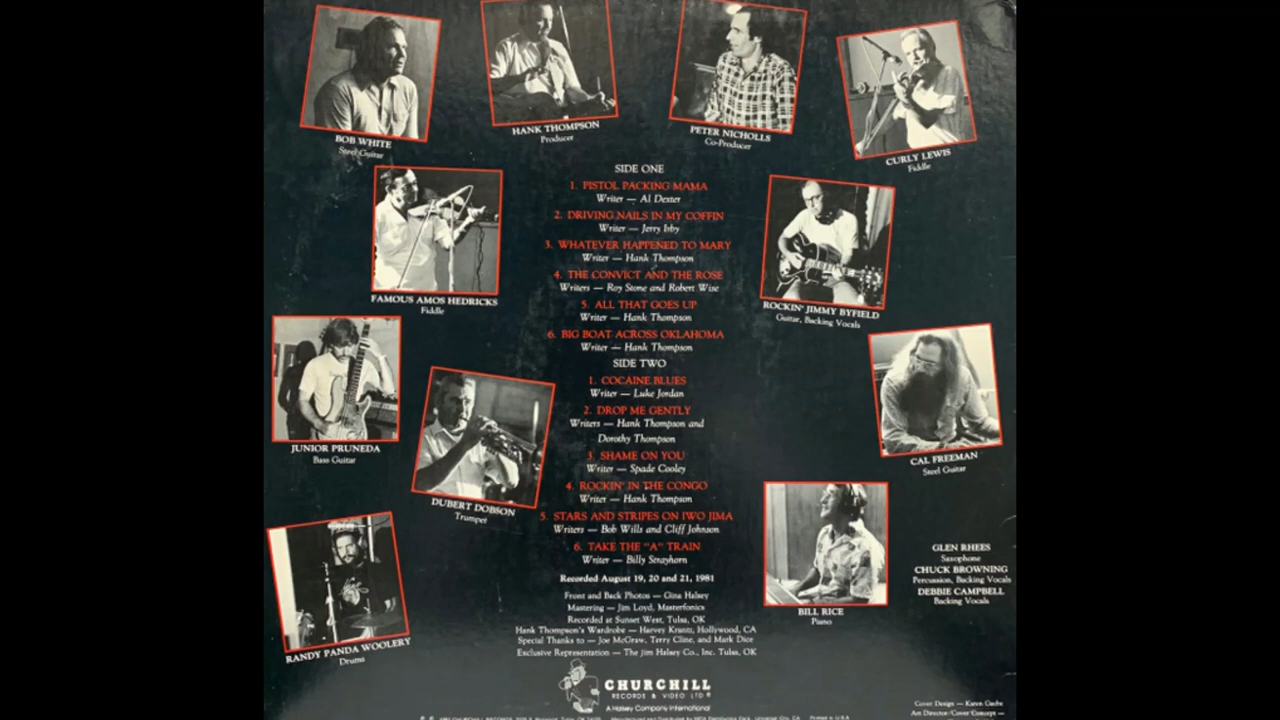 BOB WHITE
Steel Guitar
HANK THOMPSON
Producer
PETER NICHOLLS
Co-Producer
CURLY LEWIS
Fiddle
FAMOUS AMOS HEDRICKS
Fiddle
ROCKIN' JIMMY BYFIELD
Guitar, Backing Vocals
JUNIOR PRUNEDA
Bass Guitar
DUBERT DOBSON
Trumpet
CAL FREEMAN
Steel Guitar
RANDY PANDA WOOLERY
Drums
BILL RICE
Piano
GLEN RHEES
Saxophone
CHUCK BROWNING
Percussion, Backing Vocals
DEBBIE CAMPBELL
Backing Vocals
SIDE ONE
1. PISTOL PACKING MAMA
Writer — Al Dexter
2. DRIVING NAILS IN MY COFFIN
Writer — Jerry Irby
3. WHATEVER HAPPENED TO MARY
Writer — Hank Thompson
4. THE CONVICT AND THE ROSE
Writers — Roy Stone and Robert Wise
5. ALL THAT GOES UP
Writer — Hank Thompson
6. BIG BOAT ACROSS OKLAHOMA
Writer — Hank Thompson
SIDE TWO
1. COCAINE BLUES
Writer — Luke Jordan
2. DROP ME GENTLY
Writers — Hank Thompson and
Dorothy Thompson
3. SHAME ON YOU
Writer — Spade Cooley
4. ROCKIN' IN THE CONGO
Writer — Hank Thompson
5. STARS AND STRIPES ON IWO JIMA
Writers — Bob Wills and Cliff Johnson
6. TAKE THE "A" TRAIN
Writer — Billy Strayhorn
Recorded August 19, 20 and 21, 1981
Front and Back Photos — Gina Halsey
Mastering — Jim Loyd, Masterfonics
Recorded at Sunset West, Tulsa, OK
Hank Thompson's Wardrobe — Harvey Krantz, Hollywood, CA
Special Thanks to — Joe McGraw, Terry Cline, and Mark Dice
Exclusive Representation — The Jim Halsey Co., Inc. Tulsa, OK
CHURCHILL
RECORDS & VIDEO LTD ®
A Halsey Company International
Cover Design — Karen
Art Director/Cover Concept —